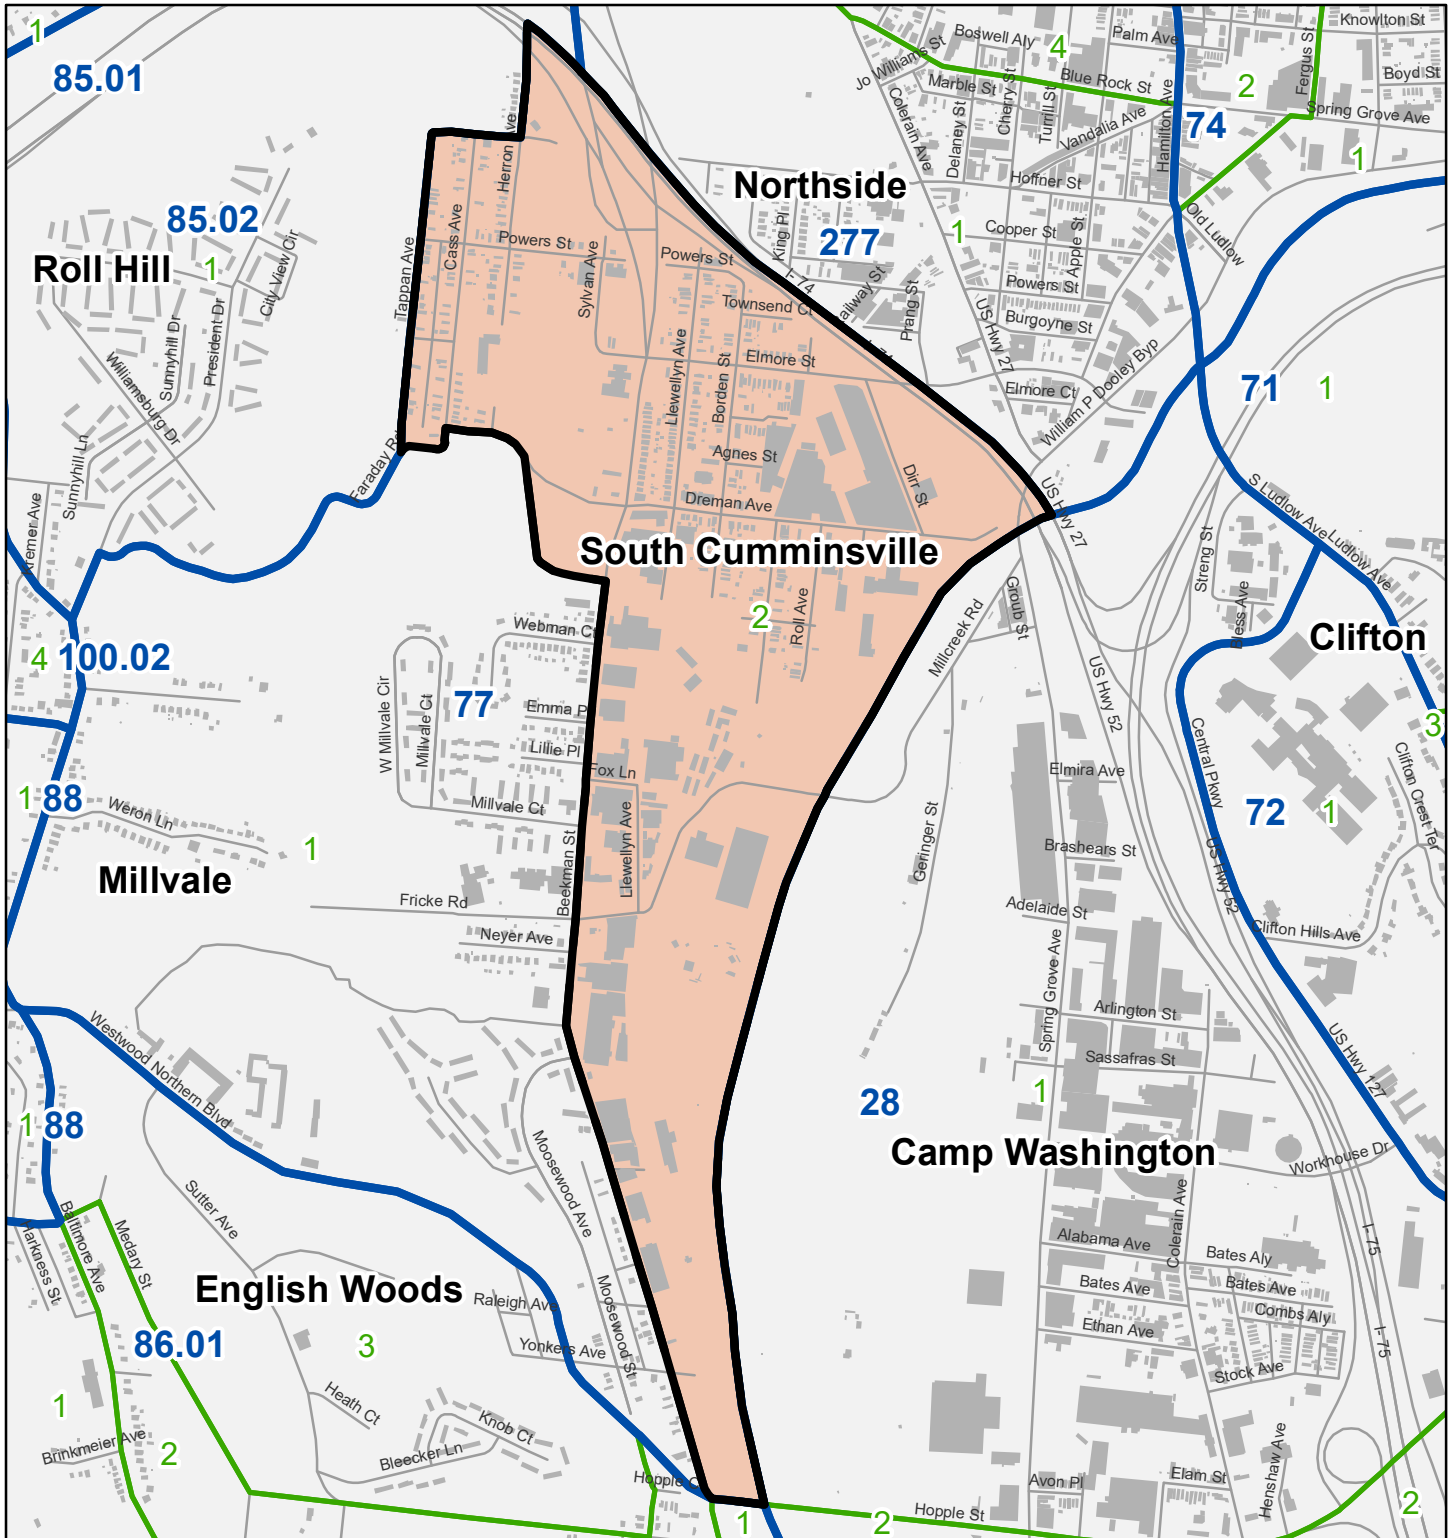 1
Knowlton St
Boswell Aly
Palm Ave
4
Jo Williams St
Fergus St
85.01
Blue Rock St
Boyd St
Marble St
2
Colerain Ave
Cherry St
Turrill St
Hamilton Ave
Delaney St
Spring Grove Ave
74
Vandalia Ave
Herron Ave
1
Northside
Hoffner St
85.02
Cass Ave
King Pl
277
1
Cooper St
Old Ludlow
Apple St
Roll Hill
1
City View Cir
Tappan Ave
Powers St
Powers St
Sylvan Ave
I-74
Powers St
Townsend Ct
Prang St
US Hwy 27
Burgoyne St
President Dr
Sunnyhill Dr
Williamsburg Dr
Llewellyn Ave
Borden St
Elmore St
Elmore Ct
William P Dooley Byp
71
1
Sunnyhill Ln
Agnes St
Faraday Rd
Dirr St
Dreman Ave
US Hwy 27
S Ludlow Ave
Ludlow Ave
South Cumminsville
Streng St
Groub St
Millcreek Rd
2
Roll Ave
Webman Ct
Clifton
4
100.02
W Millvale Cir
Millvale Ct
77
US Hwy 52
3
Central Pkwy
Lillie Pl
Fox Ln
Elmira Ave
Clifton Crest Ter
1
88
Weron Ln
Millvale Ct
Llewellyn Ave
Geringer St
72
1
1
Brashears St
US Hwy 52
Millvale
Beekman St
Fricke Rd
Adelaide St
Clifton Hills Ave
Neyer Ave
Spring Grove Ave
Arlington St
Westwood Northern Blvd
Sassafras St
US Hwy 127
1
88
28
1
Moosewood Ave
Camp Washington
Workhouse Dr
Sutter Ave
Baltimore Ave
Medary St
Harkness St
Colerain Ave
Alabama Ave
Bates Aly
I-75
English Woods
Raleigh Ave
Moosewood St
Bates Ave
Bates Ave
Combs Aly
86.01
3
Ethan Ave
I-75
Yonkers Ave
Stock Ave
1
Heath Ct
Knob Ct
Brinkmeier Ave
2
Bleecker Ln
Henshaw Ave
Avon Pl
Elam St
2
1
2
Hopple St